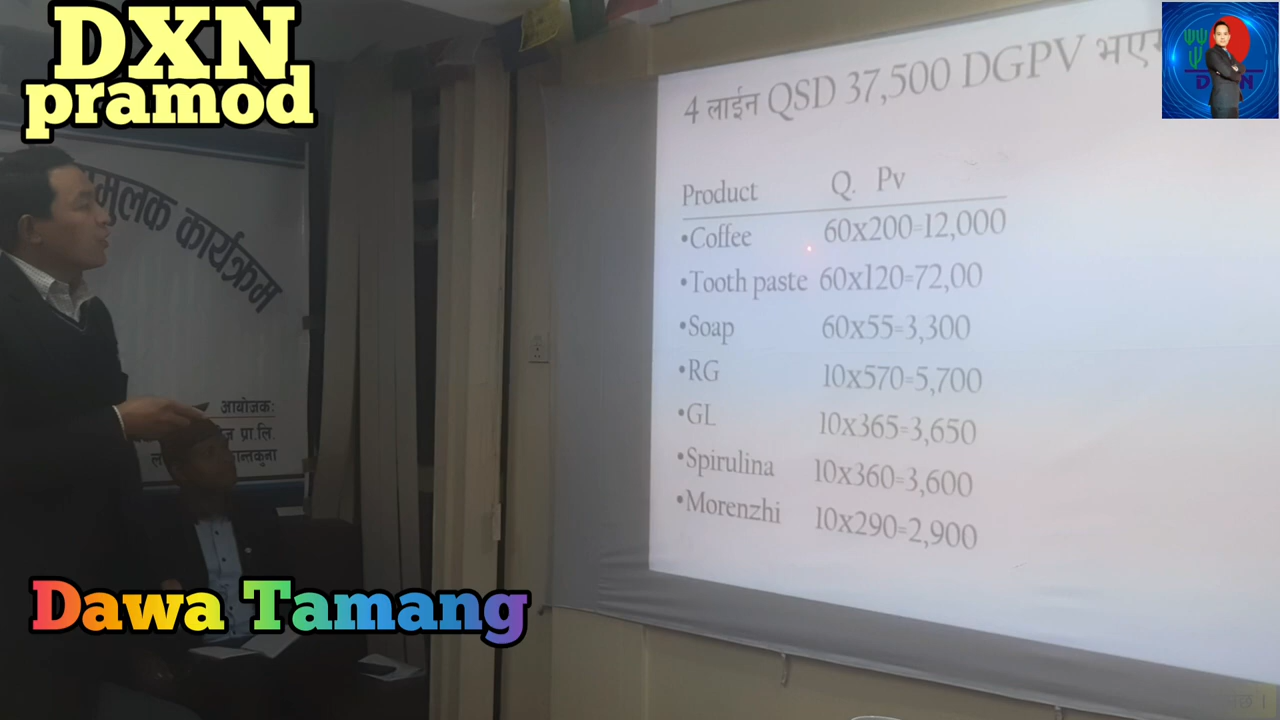 DXN
pramod
4 लाईन QSD 37,500 DGPV
Product Q. Pv
•Coffee 60x200=12,000
•Tooth paste 60x120=72,00
•Soap 60x55=3,300
•RG 10x570=5,700
•GL 10x365=3,650
•Spirulina 10x360=3,600
•Morenzhi 10x290=2,900
कार्यक्रम
आयोजक:
प्रा.लि.
Dawa Tamang